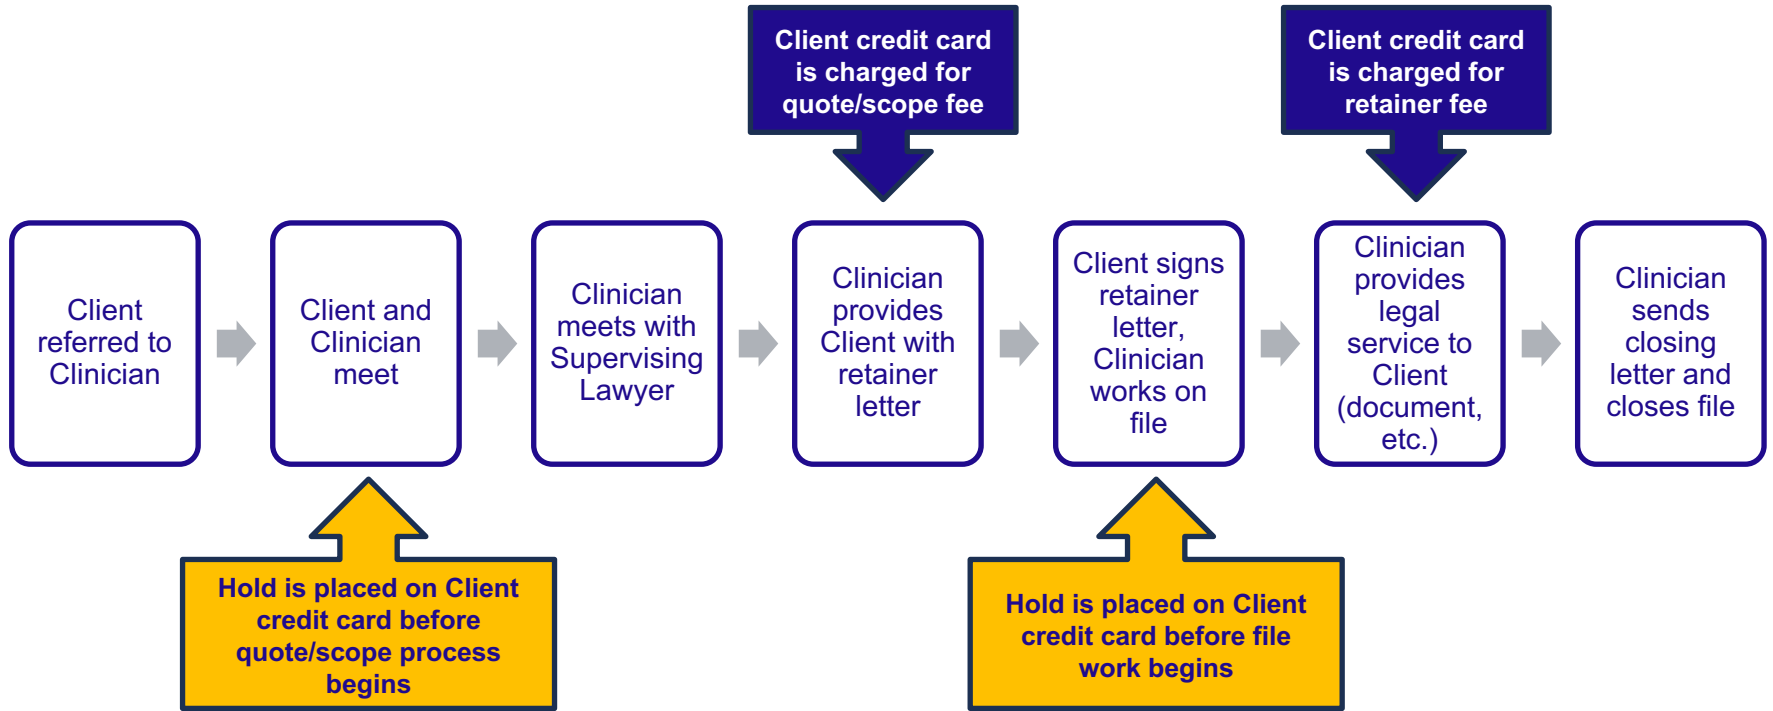 Client credit card
is charged for
quote/scope fee
Client credit card
is charged for
retainer fee
Client
referred to
Clinician
Client and
Clinician
meet
Clinician
meets with
Supervising
Lawyer
Clinician
provides
Client with
retainer
letter
Client signs
retainer
letter,
Clinician
works on
file
Clinician
provides
legal
service to
Client
(document,
etc.)
Clinician
sends
closing
letter and
closes file
Hold is placed on Client
credit card before
quote/scope process
begins
Hold is placed on Client
credit card before file
work begins